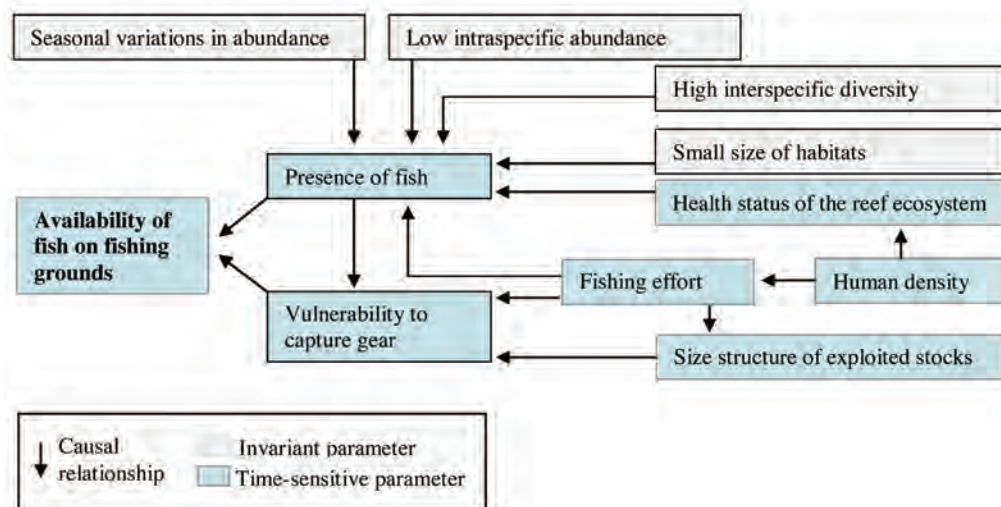 Seasonal variations in abundance
Low intraspecific abundance
High interspecific diversity
Small size of habitats
Presence of fish
Health status of the reef ecosystem
Availability of
fish on fishing
grounds
Fishing effort
Human density
Vulnerability to
capture gear
Size structure of exploited stocks
Causal
relationship
Invariant parameter
Time-sensitive parameter